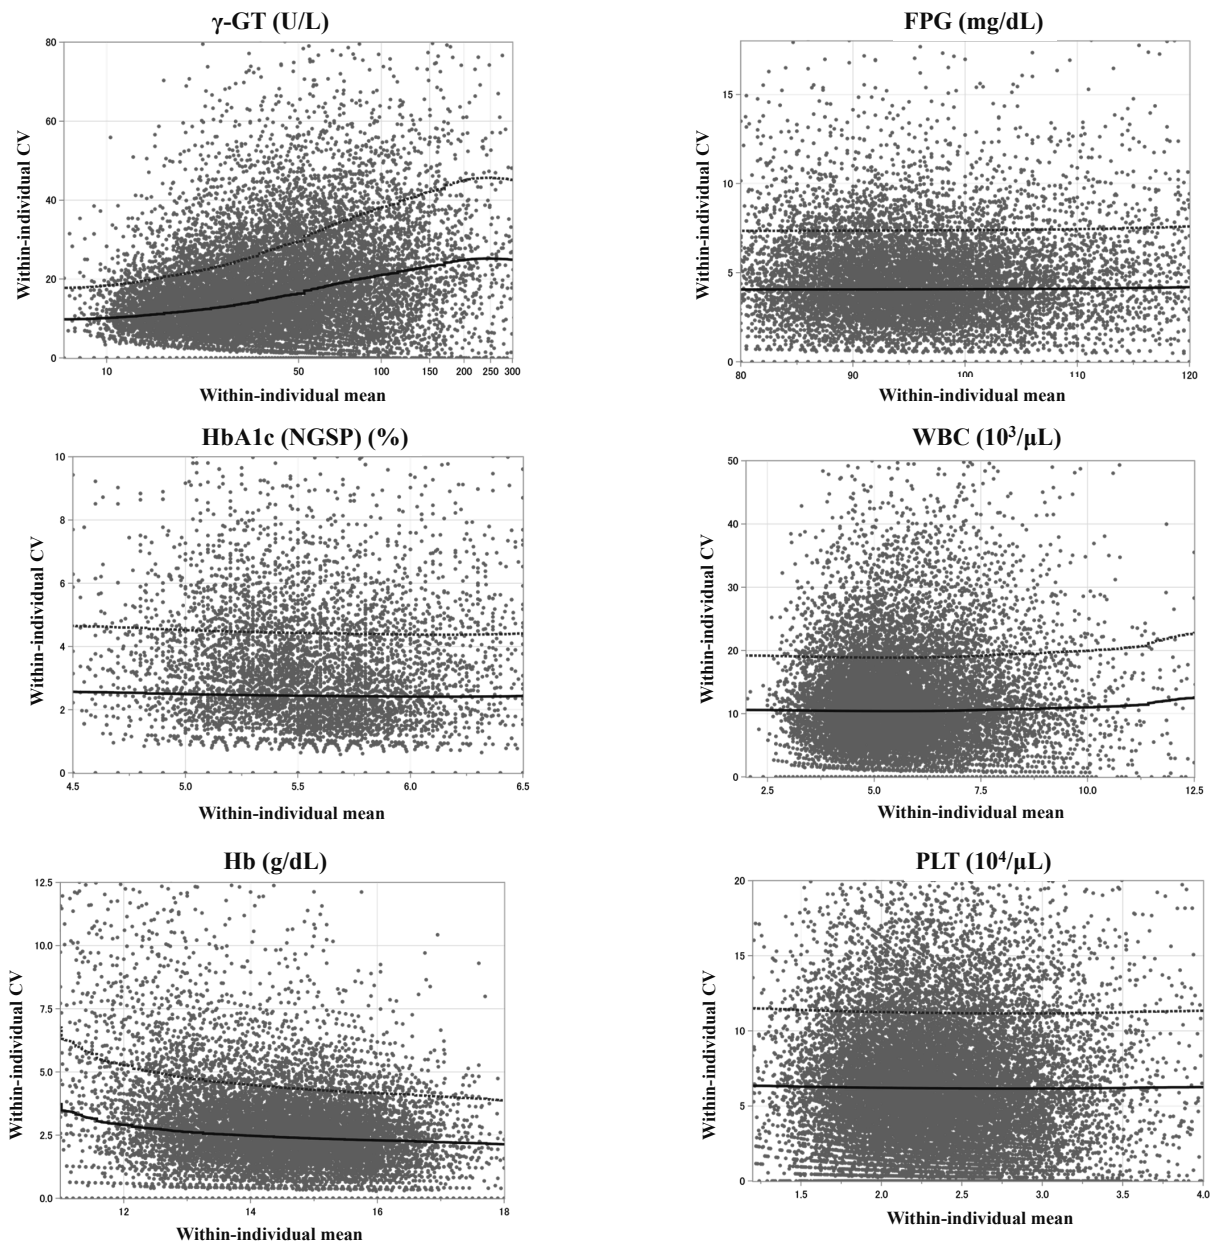 γ-GT (U/L)
80
60
40
20
0
Within-individual CV
10 50 100 150 200 250 300
Within-individual mean
FPG (mg/dL)
15
10
5
0
Within-individual CV
80 90 100 110 120
Within-individual mean
HbA1c (NGSP) (%)
10
8
6
4
2
0
Within-individual CV
4.5 5.0 5.5 6.0 6.5
Within-individual mean
WBC (10³/μL)
50
40
30
20
10
0
Within-individual CV
2.5 5.0 7.5 10.0 12.5
Within-individual mean
Hb (g/dL)
12.5
10.0
7.5
5.0
2.5
0.0
Within-individual CV
12 14 16 18
Within-individual mean
PLT (10⁴/μL)
20
15
10
5
0
Within-individual CV
1.5 2.0 2.5 3.0 3.5 4.0
Within-individual mean